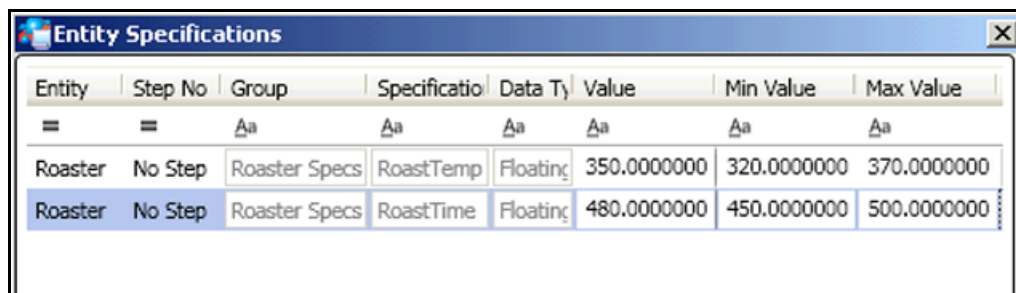 Entity Specifications
Entity Step No Group Specificatio Data Ty Value Min Value Max Value
= = Aa Aa Aa Aa Aa Aa
Roaster No Step Roaster Specs RoastTemp Floating 350.0000000 320.0000000 370.0000000
Roaster No Step Roaster Specs RoastTime Floating 480.0000000 450.0000000 500.0000000